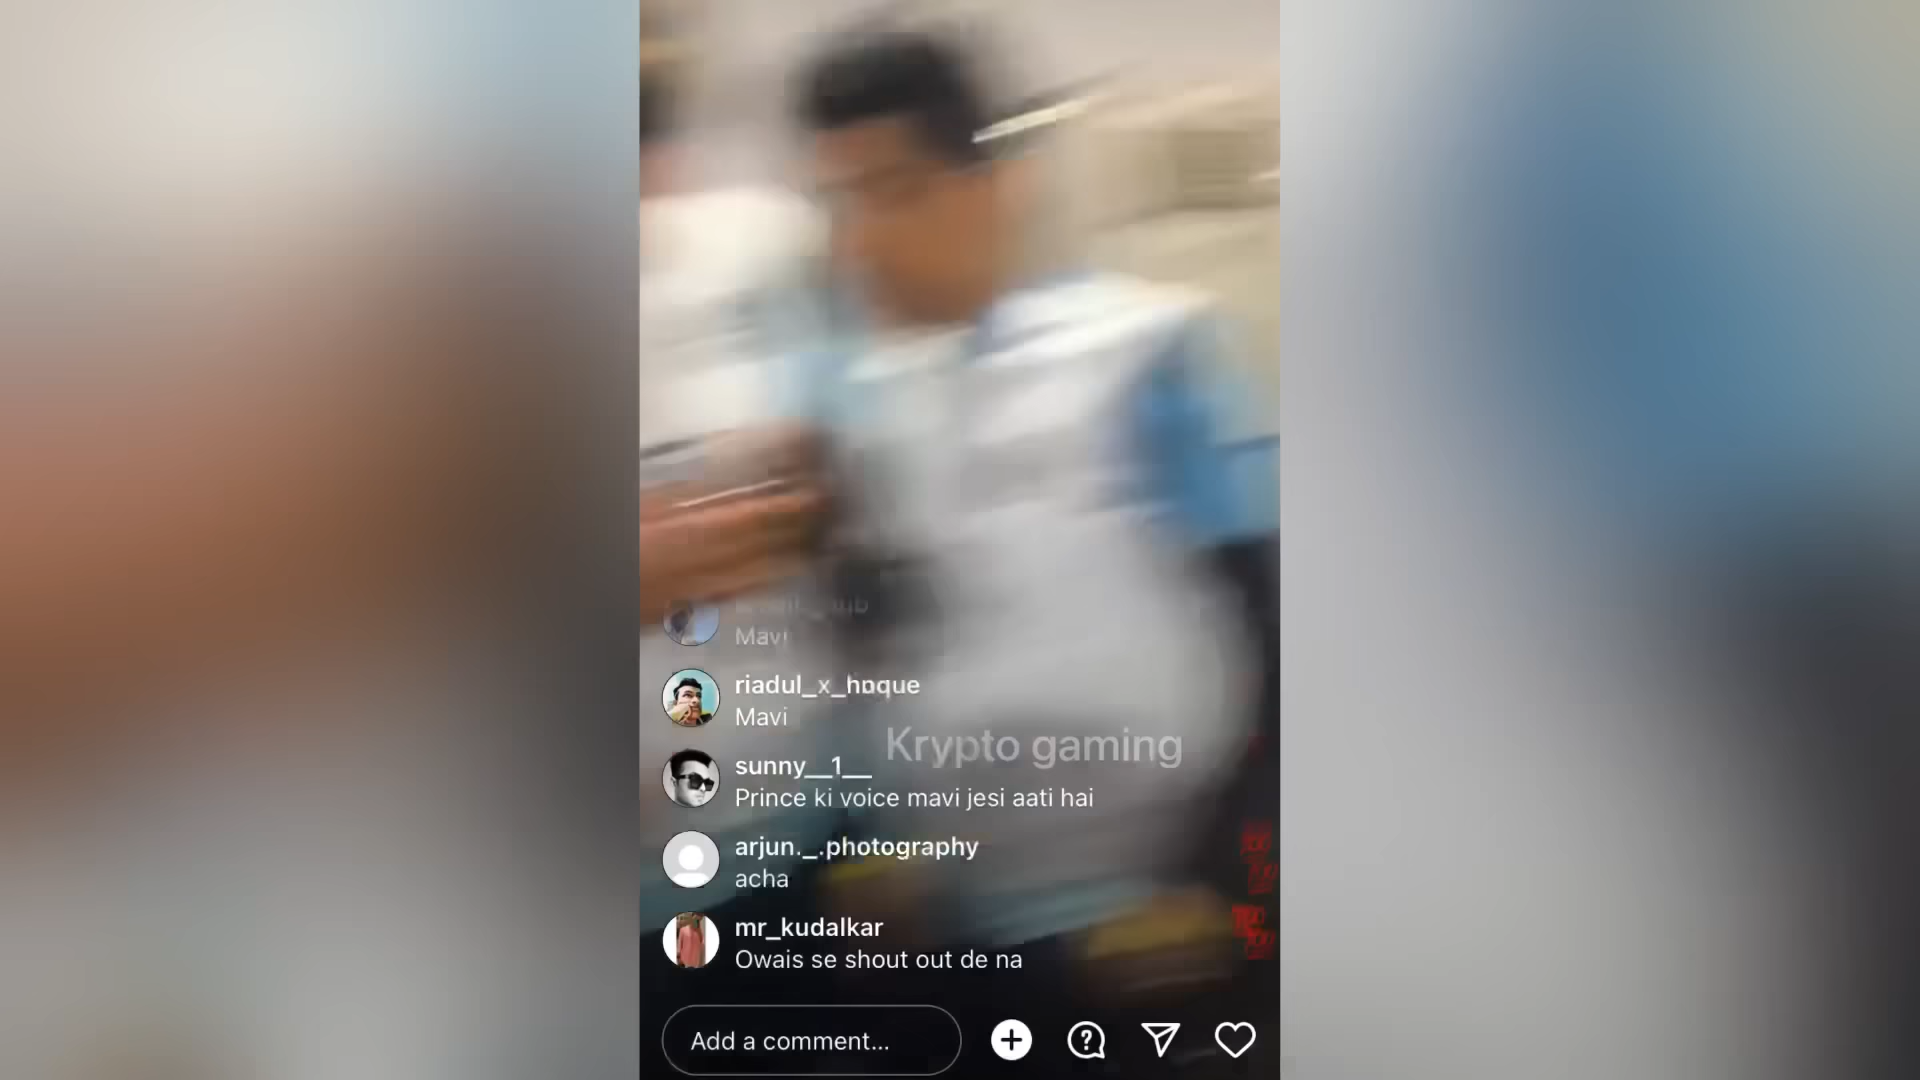 Mavi
riadul_x_hoque
Mavi
Krypto gaming
sunny__1__
Prince ki voice mavi jesi aati hai
arjun._.photography
acha
mr_kudalkar
Owais se shout out de na
Add a comment...